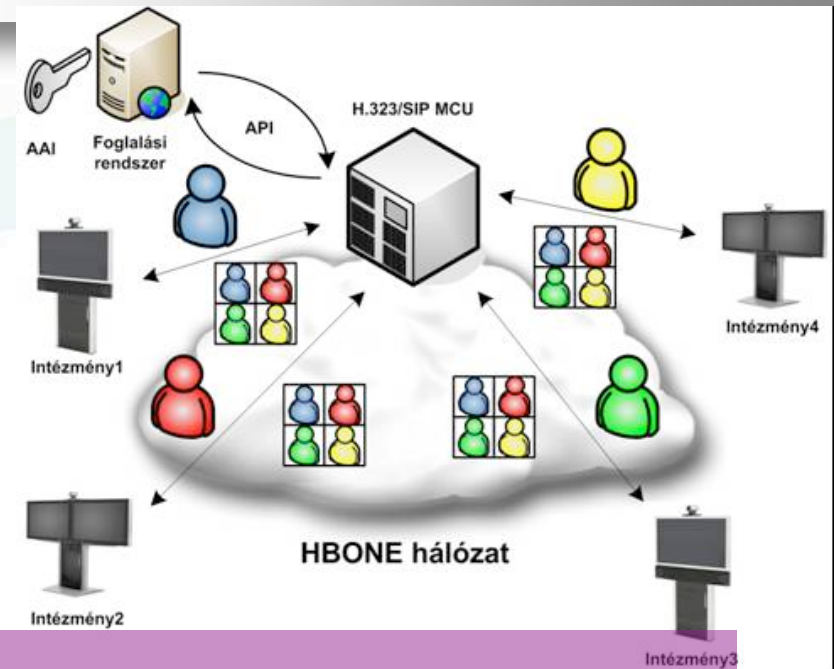 H.323/SIP MCU
API
AAI
Foglalási
rendszer
Intézmény1
Intézmény4
HBONE hálózat
Intézmény2
Intézmény3